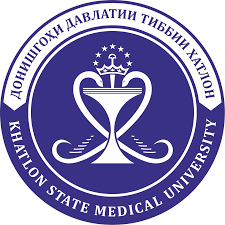 ДОНИШГОҲИ ДАВЛАТИИ ТИББИИ ХАТЛОН
KHATLON STATE MEDICAL UNIVERSITY